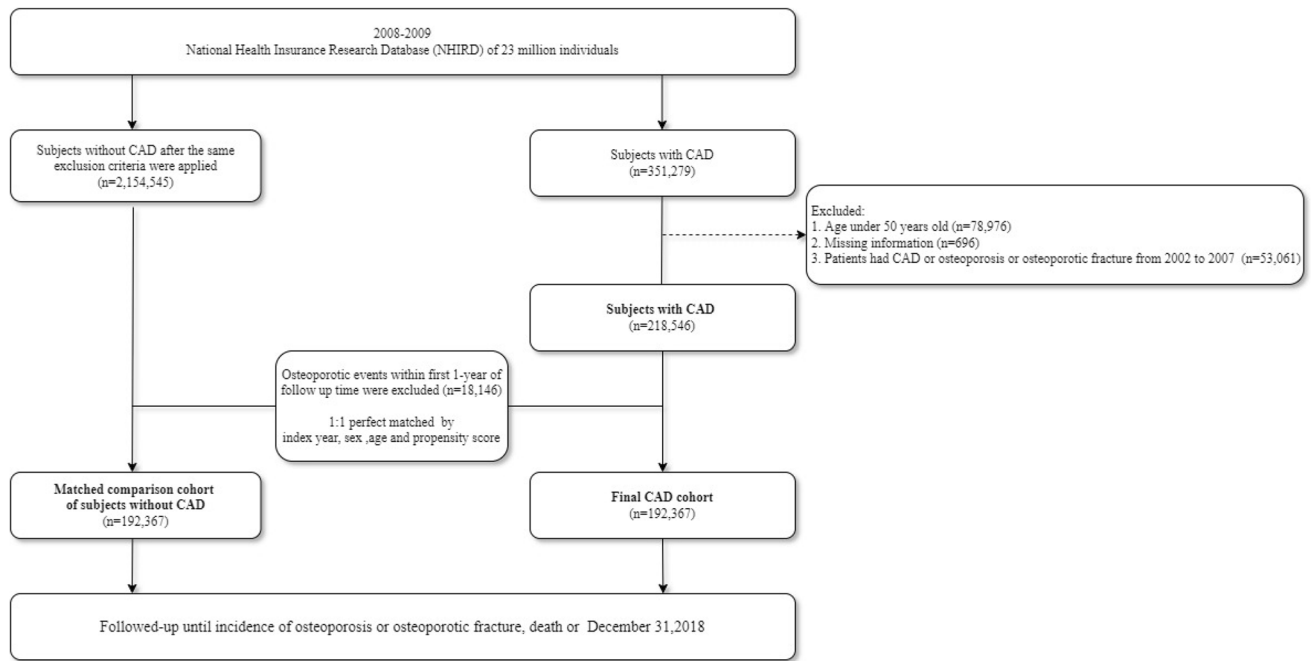 2008-2009
National Health Insurance Research Database (NHIRD) of 23 million individuals
Subjects without CAD after the same
exclusion criteria were applied
(n=2,154,545)
Subjects with CAD
(n=351,279)
Excluded:
1. Age under 50 years old (n=78,976)
2. Missing information (n=696)
3. Patients had CAD or osteoporosis or osteoporotic fracture from 2002 to 2007 (n=53,061)
Subjects with CAD
(n=218,546)
Osteoporotic events within first 1-year of
follow up time were excluded (n=18,146)
1:1 perfect matched by
index year, sex ,age and propensity score
Matched comparison cohort
of subjects without CAD
(n=192,367)
Final CAD cohort
(n=192,367)
Followed-up until incidence of osteoporosis or osteoporotic fracture, death or December 31,2018